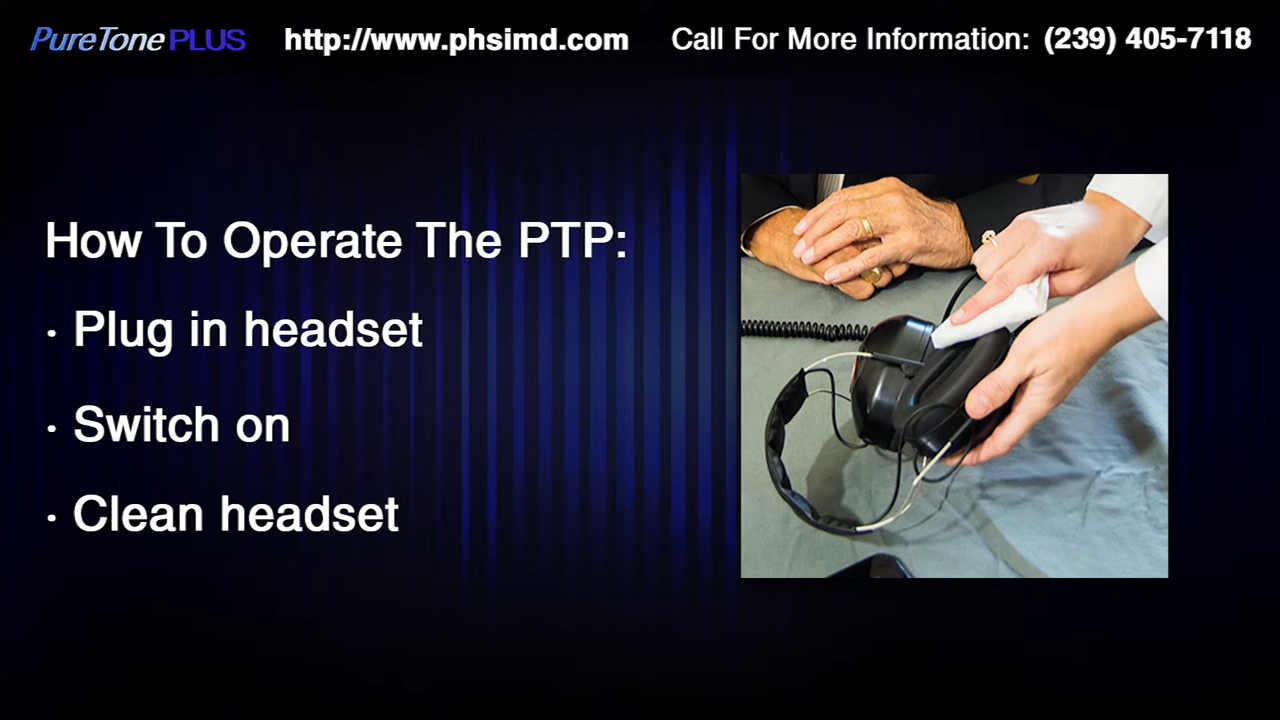 PureTone PLUS http://www.phsimd.com Call For More Information: (239) 405-7118
How To Operate The PTP:
· Plug in headset
· Switch on
· Clean headset